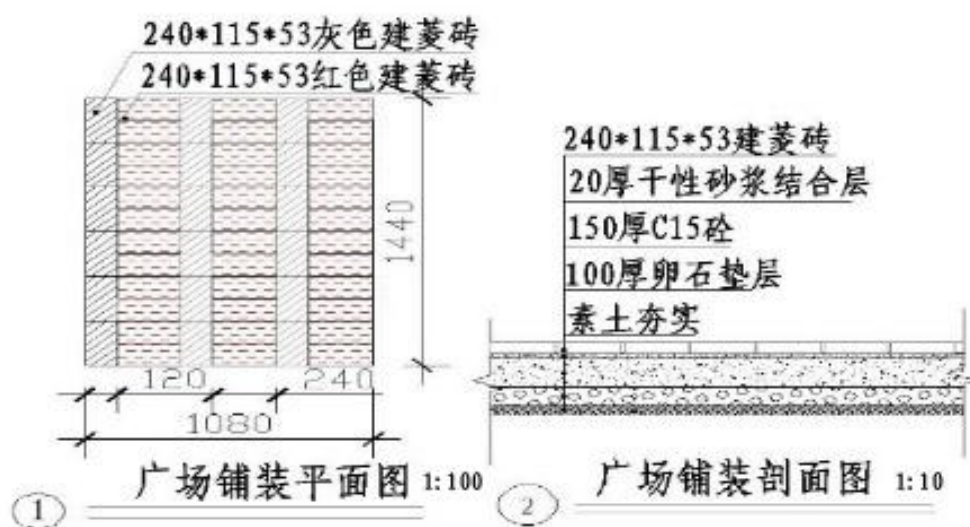 240*115*53灰色建菱砖
240*115*53红色建菱砖
1440
120
240
1080
广场铺装平面图 1:100
1
240*115*53建菱砖
20厚干性砂浆结合层
150厚C15砼
100厚卵石垫层
素土夯实
广场铺装剖面图 1:10
2